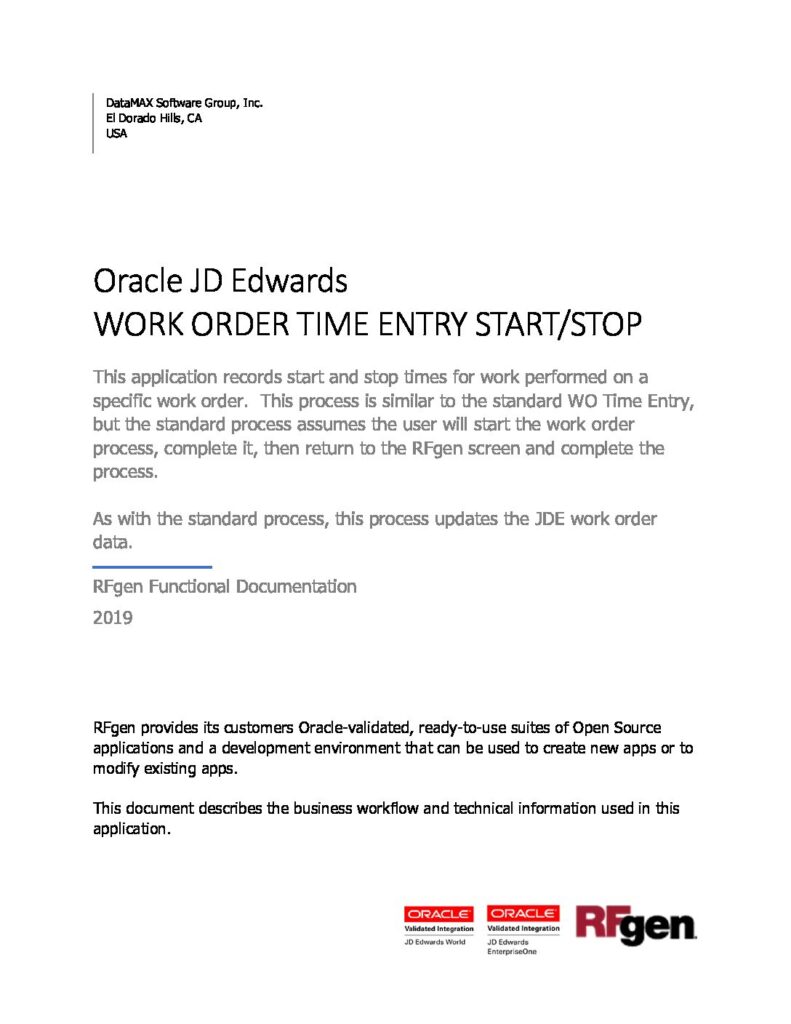 DataMAX Software Group, Inc.
El Dorado Hills, CA
USA
Oracle JD Edwards
WORK ORDER TIME ENTRY START/STOP
This application records start and stop times for work performed on a
specific work order.  This process is similar to the standard WO Time Entry,
but the standard process assumes the user will start the work order
process, complete it, then return to the RFgen screen and complete the
process.
As with the standard process, this process updates the JDE work order
data.
RFgen Functional Documentation
2019
RFgen provides its customers Oracle-validated, ready-to-use suites of Open Source
applications and a development environment that can be used to create new apps or to
modify existing apps.
This document describes the business workflow and technical information used in this
application.
ORACLE
Validated Integration
JD Edwards World
ORACLE
Validated Integration
JD Edwards
EnterpriseOne
RFgen